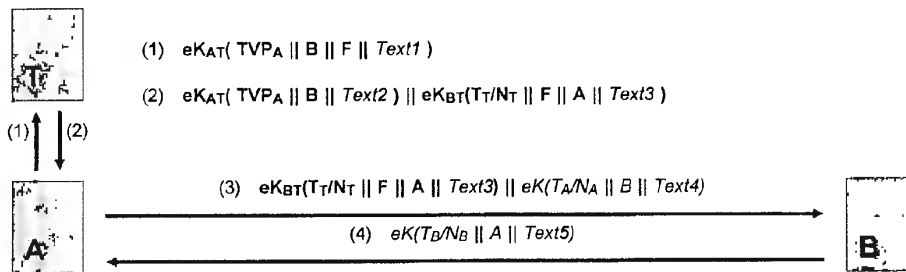 (1) eKAT( TVPA || B || F || Text1 )
T
(2) eKAT( TVPA || B || Text2 ) || eKBT(TT/NT || F || A || Text3 )
(1) (2)
(3) eKBT(TT/NT || F || A || Text3) || eK(TA/NA || B || Text4)
(4) eK(TB/NB || A || Text5)
A
B